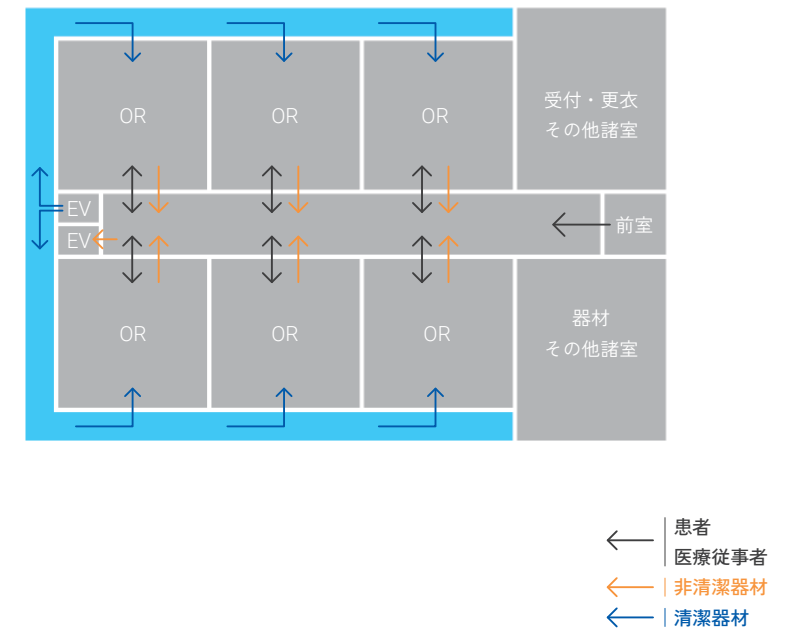 OR
OR
OR
受付・更衣
その他諸室
EV
EV
前室
OR
OR
OR
器材
その他諸室
患者
医療従事者
非清潔器材
清潔器材